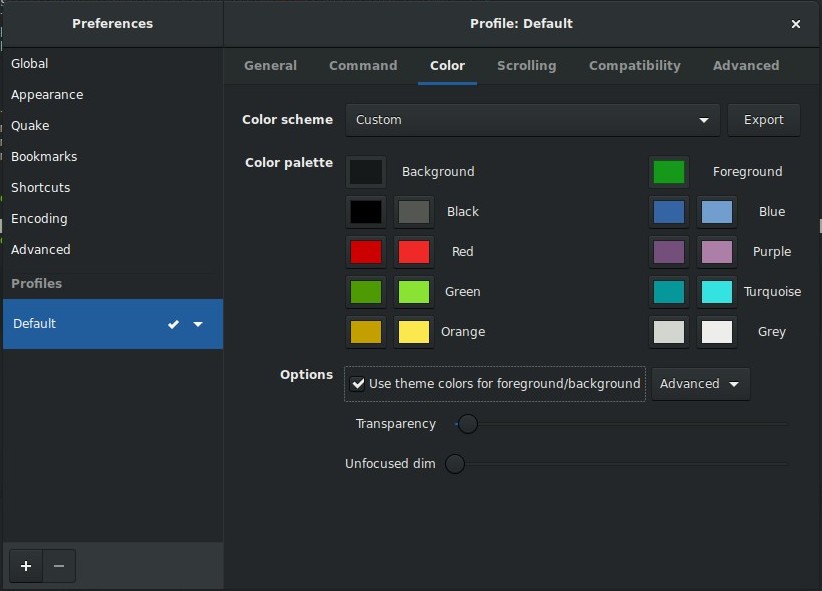 Preferences
Profile: Default
Global
Appearance
Quake
Bookmarks
Shortcuts
Encoding
Advanced
Profiles
Default
General Command Color Scrolling Compatibility Advanced
Color scheme Custom Export
Color palette Background Foreground
Black Blue
Red Purple
Green Turquoise
Orange Grey
Options Use theme colors for foreground/background Advanced
Transparency
Unfocused dim